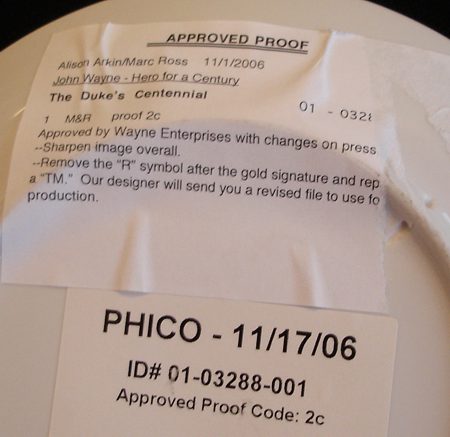 APPROVED PROOF
Alison Arkin/Marc Ross 11/1/2006
John Wayne - Hero for a Century
The Duke's Centennial
01 - 0328
1 M&R proof 2c
Approved by Wayne Enterprises with changes on press
--Sharpen image overall.
--Remove the "R" symbol after the gold signature and rep
a "TM." Our designer will send you a revised file to use fo
production.
PHICO - 11/17/06
ID# 01-03288-001
Approved Proof Code: 2c